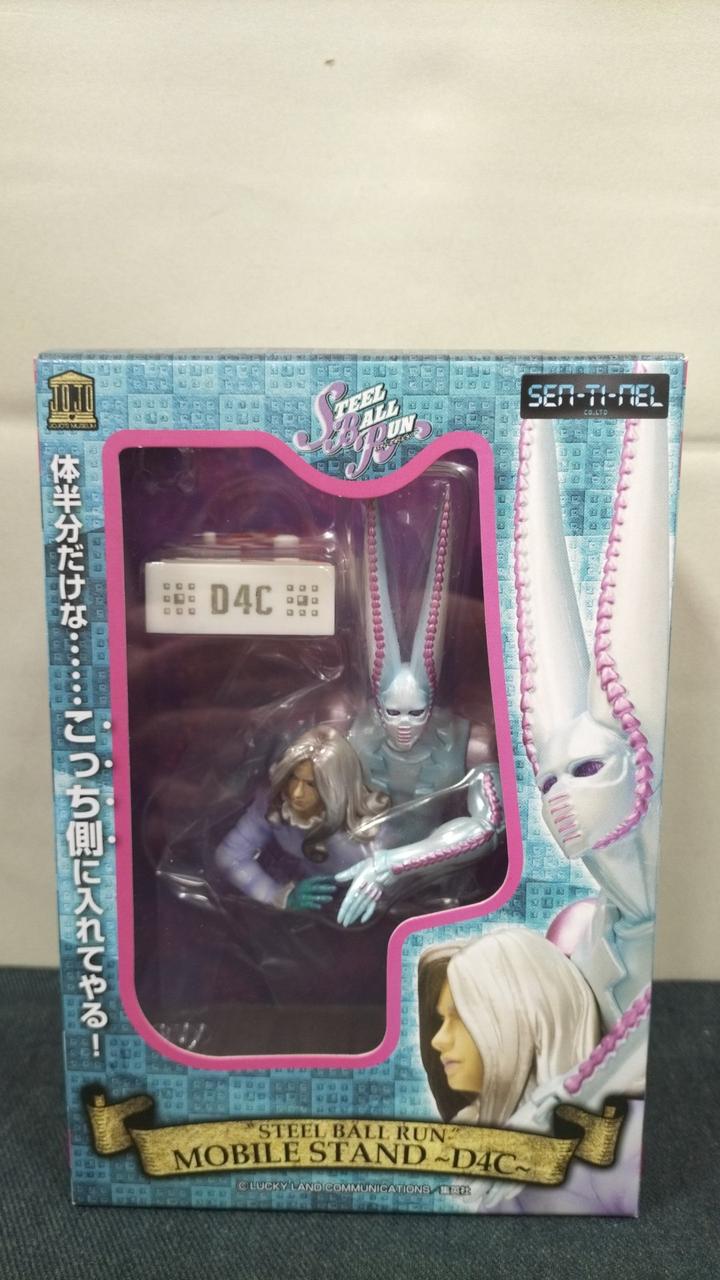 JOJO
JOJO'S MUSEUM
STEEL
BALL
RUN
SEN-TI-NEL
CO.,LTD
体半分だけな……こっち側に入れてやる！
D4C
"STEEL BALL RUN"
MOBILE STAND ~D4C~
© LUCKY LAND COMMUNICATIONS 集英社